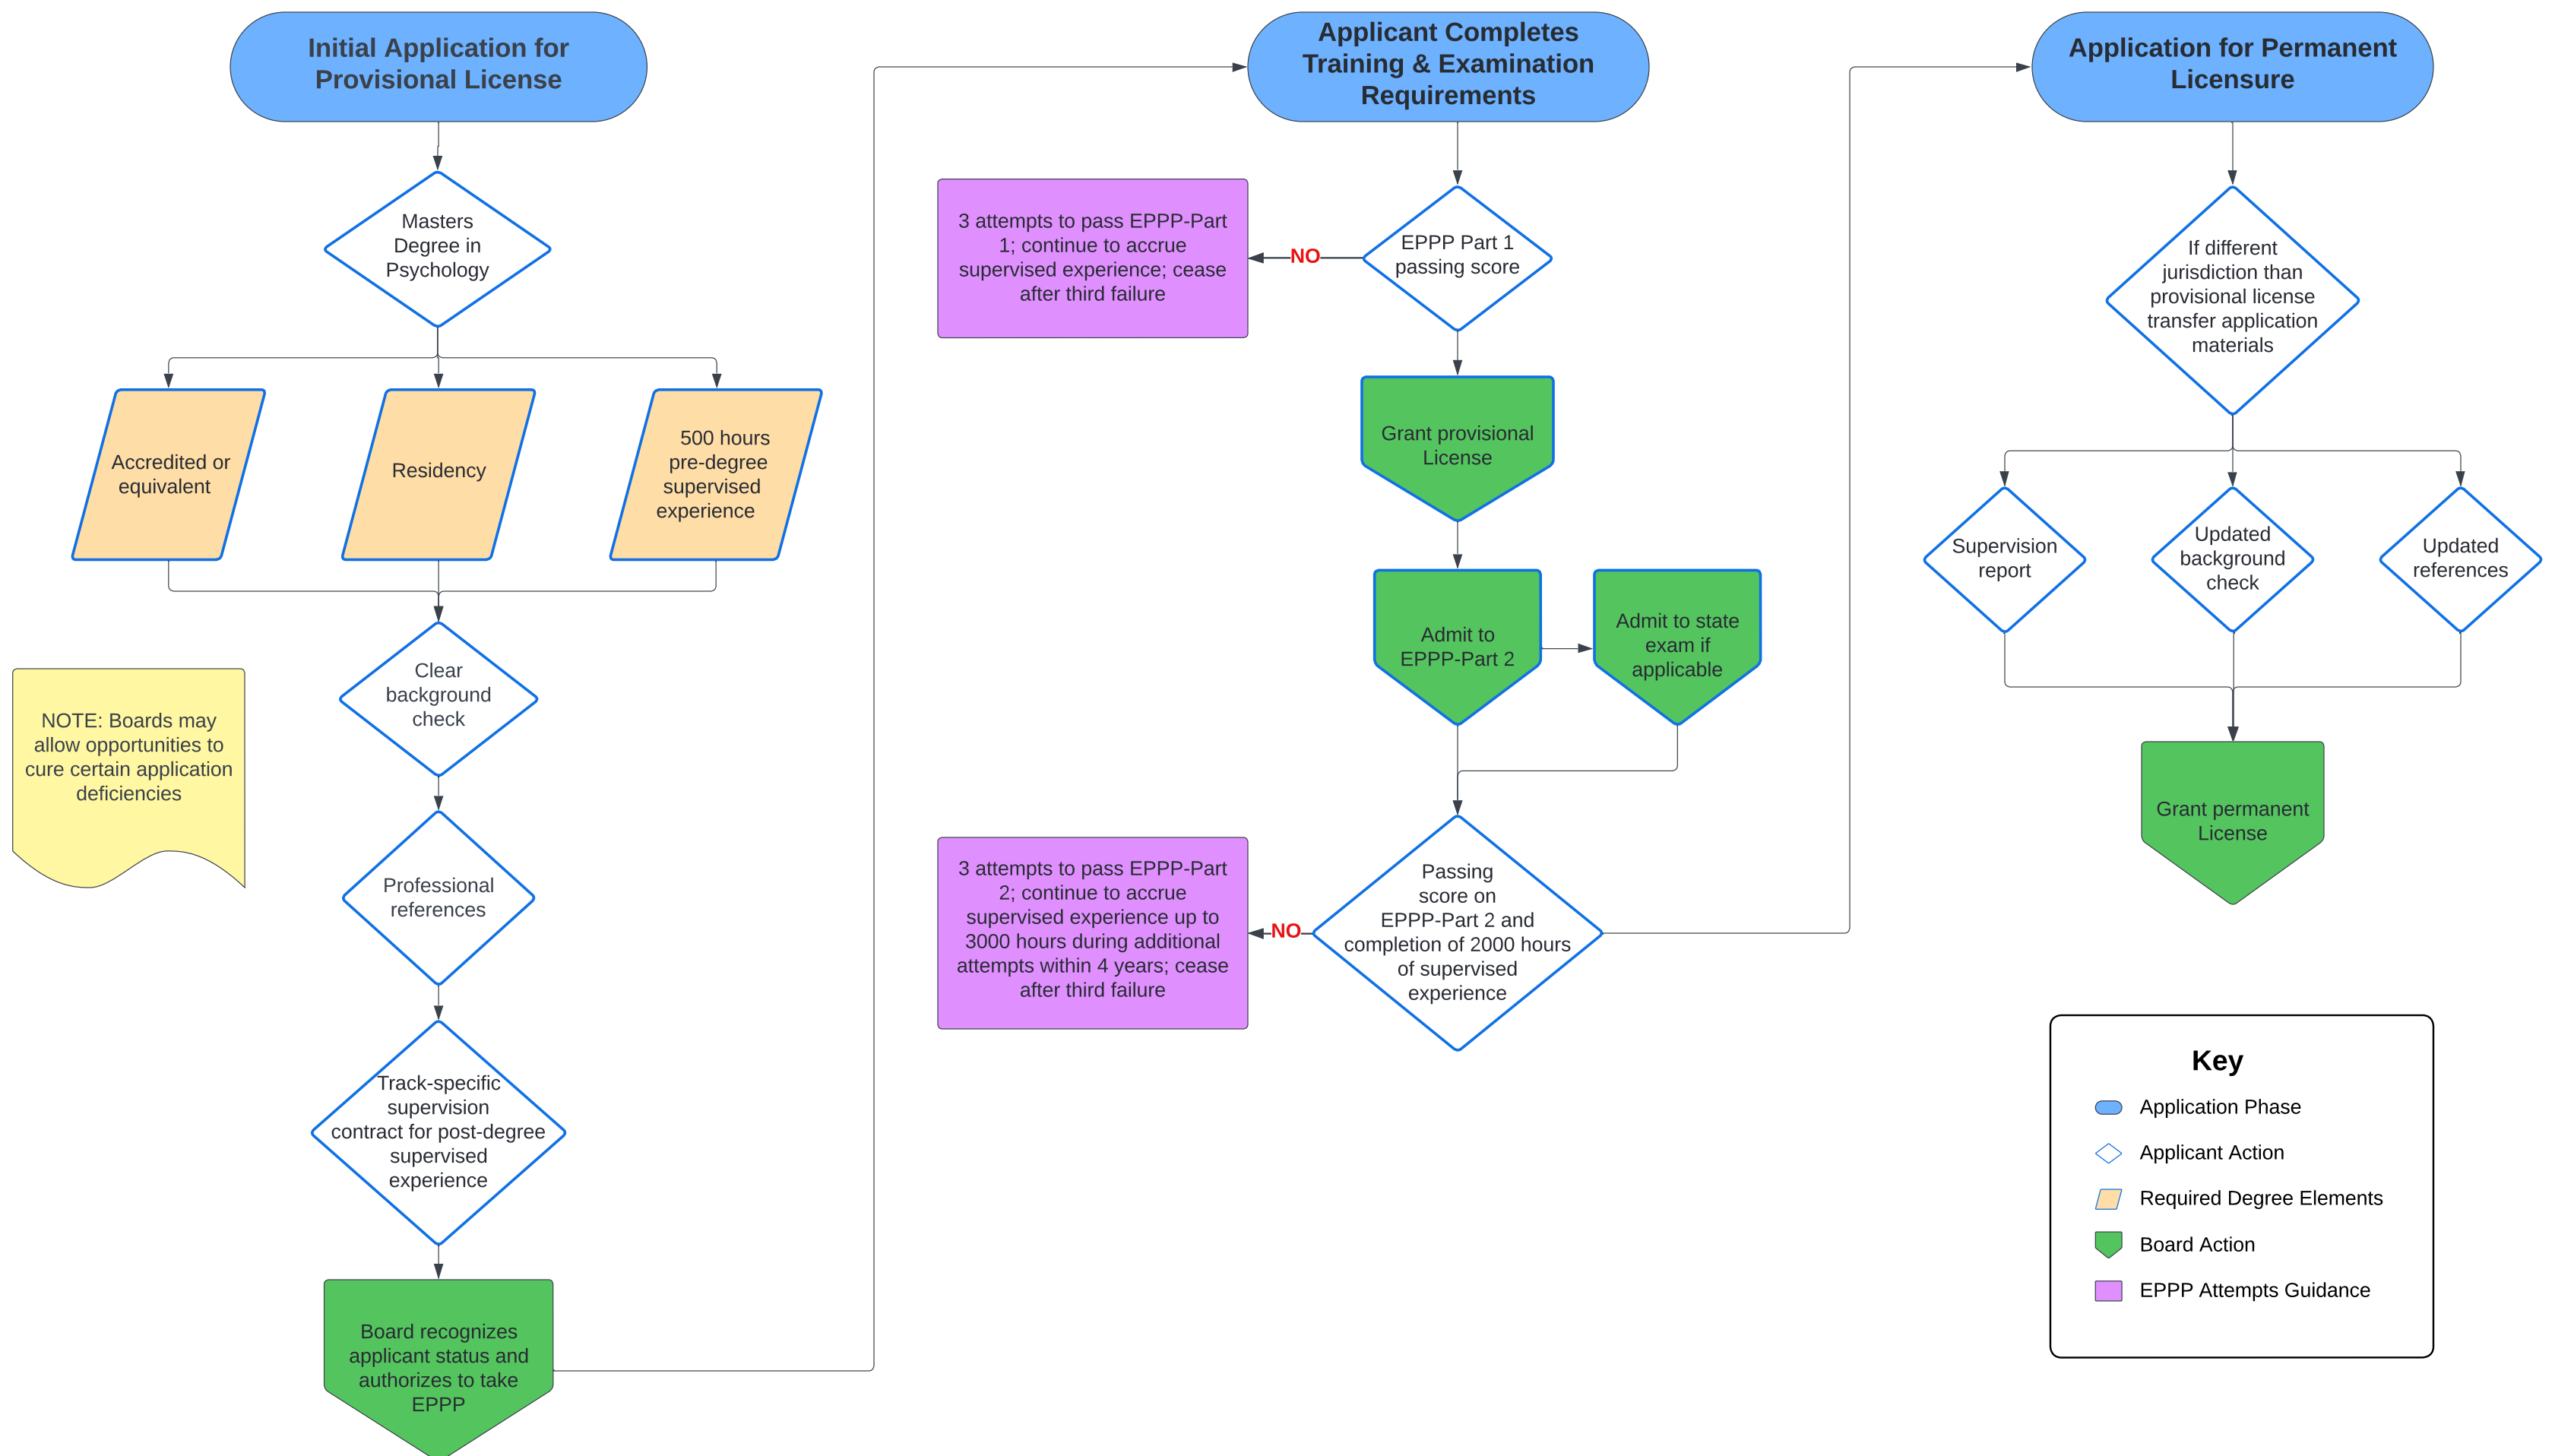 Initial Application for
Provisional License
Masters
Degree in
Psychology
Accredited or
equivalent
Residency
500 hours
pre-degree
supervised
experience
Clear
background
check
NOTE: Boards may
allow opportunities to
cure certain application
deficiencies
Professional
references
Track-specific
supervision
contract for post-degree
supervised
experience
Board recognizes
applicant status and
authorizes to take
EPPP
Applicant Completes
Training & Examination
Requirements
EPPP Part 1
passing score
NO
3 attempts to pass EPPP-Part
1; continue to accrue
supervised experience; cease
after third failure
Grant provisional
License
Admit to
EPPP-Part 2
Admit to state
exam if
applicable
Passing
score on
EPPP-Part 2 and
completion of 2000 hours
of supervised
experience
NO
3 attempts to pass EPPP-Part
2; continue to accrue
supervised experience up to
3000 hours during additional
attempts within 4 years; cease
after third failure
Application for Permanent
Licensure
If different
jurisdiction than
provisional license
transfer application
materials
Supervision
report
Updated
background
check
Updated
references
Grant permanent
License
Key
Application Phase
Applicant Action
Required Degree Elements
Board Action
EPPP Attempts Guidance